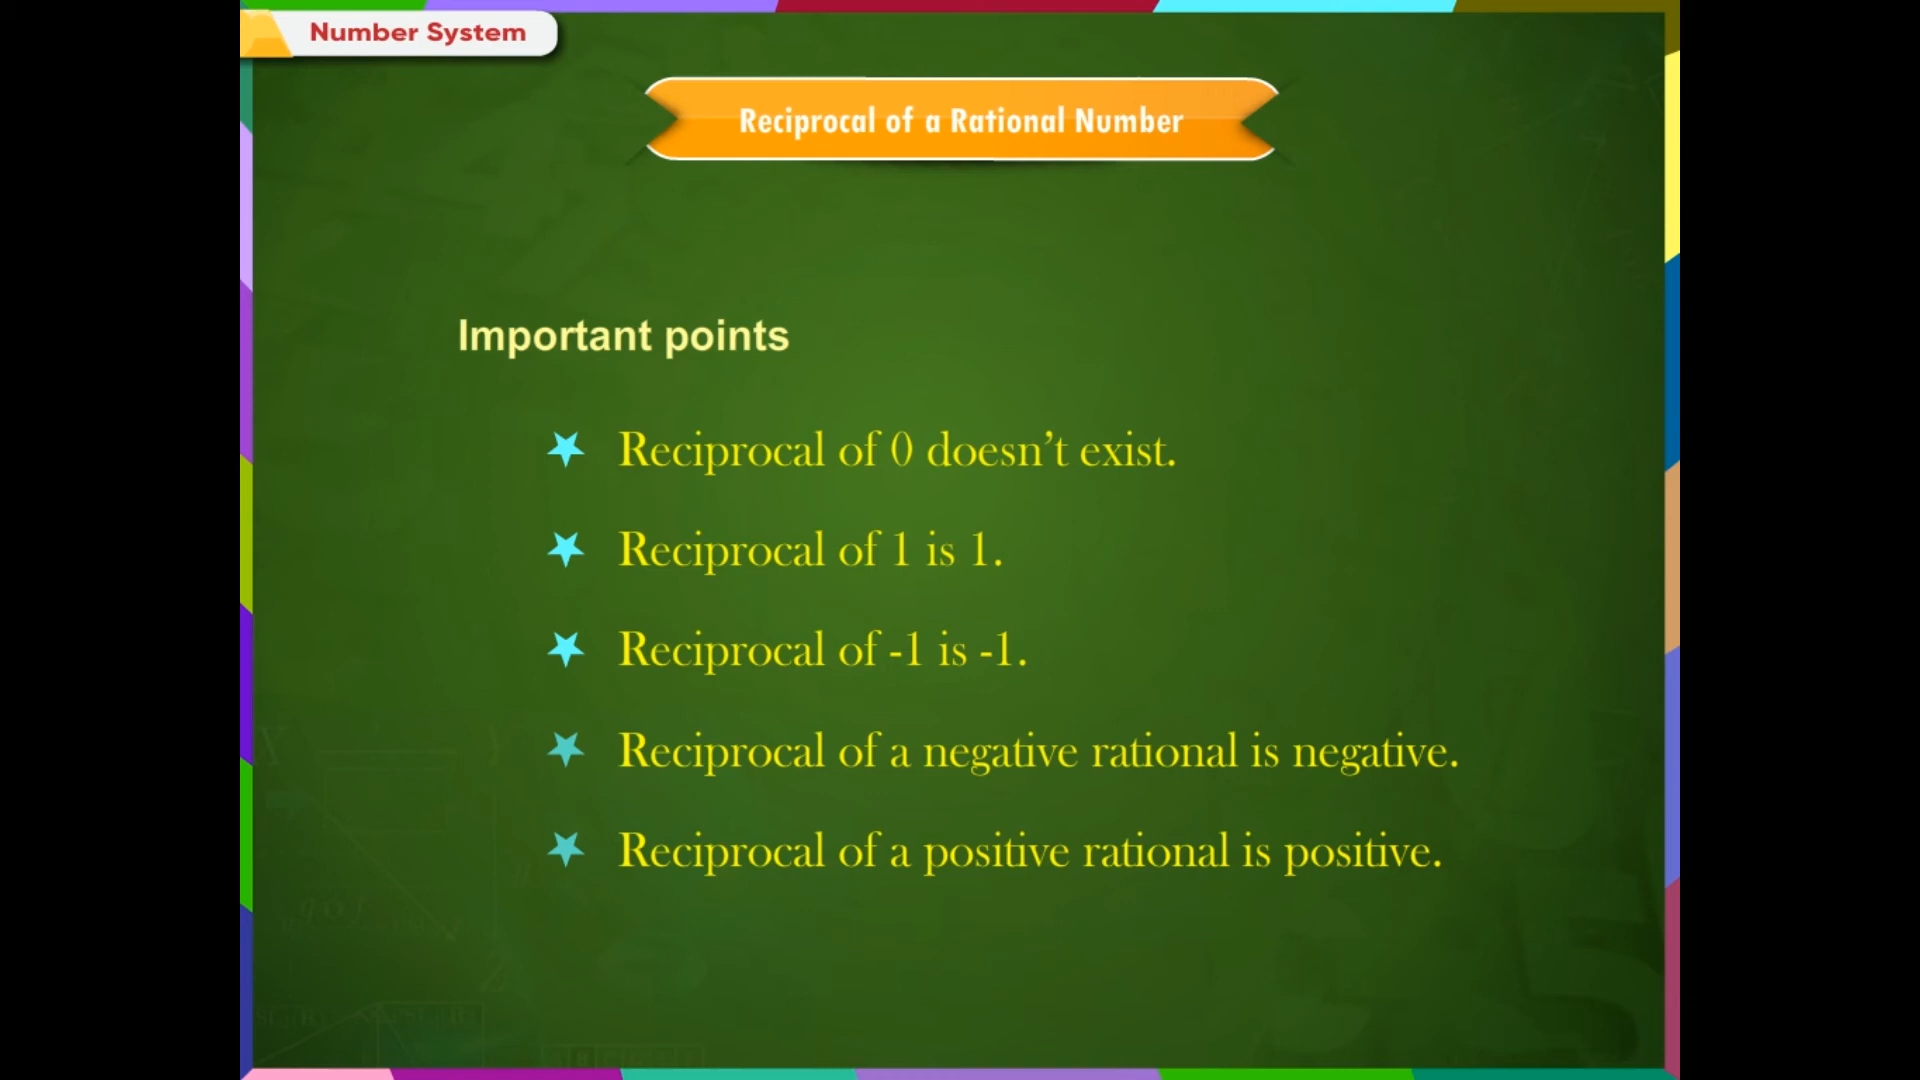 Number System
Reciprocal of a Rational Number
Important points
Reciprocal of 0 doesn’t exist.
Reciprocal of 1 is 1.
Reciprocal of -1 is -1.
Reciprocal of a negative rational is negative.
Reciprocal of a positive rational is positive.